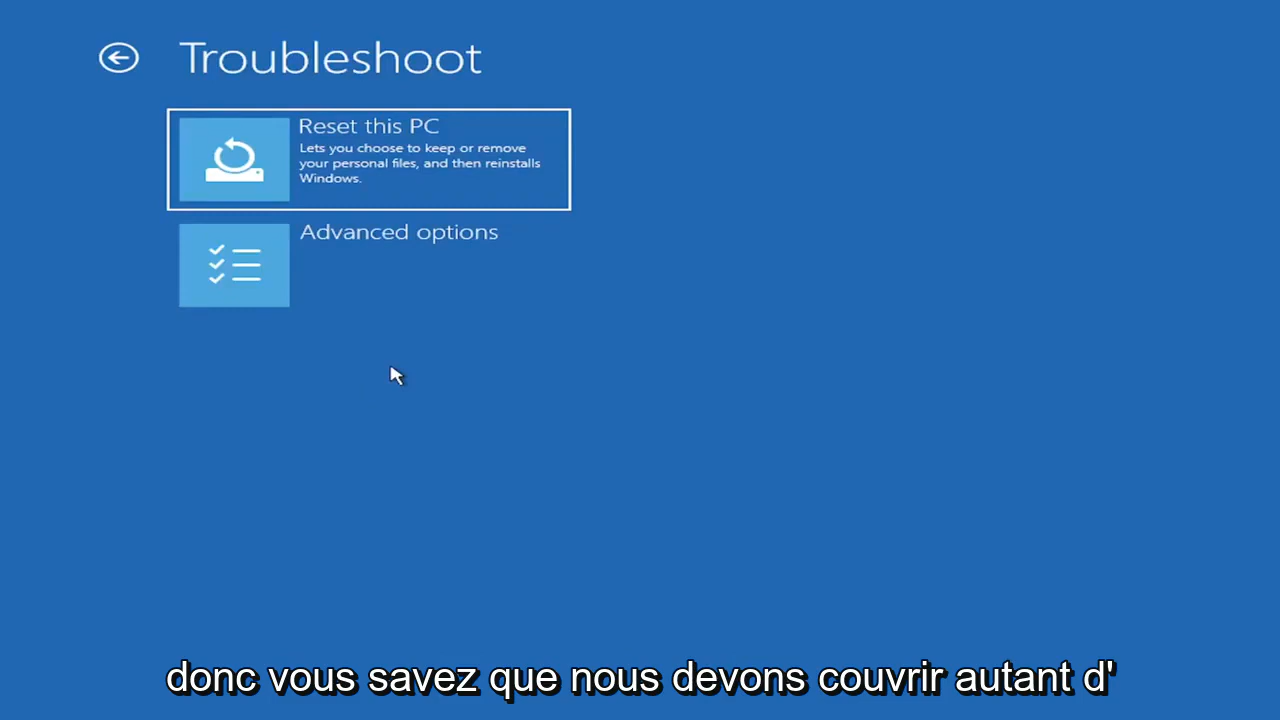 Troubleshoot
Reset this PC
Lets you choose to keep or remove
your personal files, and then reinstalls
Windows.
Advanced options
donc vous savez que nous devons couvrir autant d'